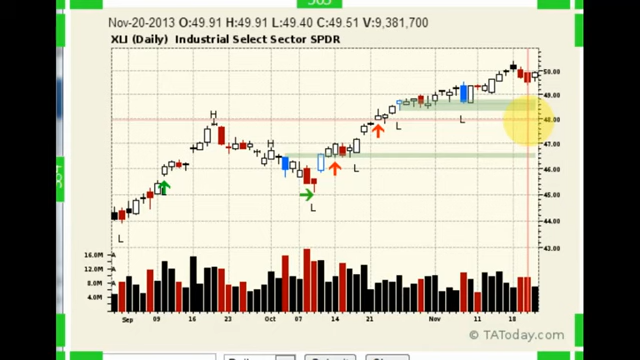 Nov-20-2013 O:49.91 H:49.91 L:49.40 C:49.51 V:9,381,700
XLI (Daily) Industrial Select Sector SPDR
50.00
49.00
48.00
47.00
46.00
45.00
44.00
43.00
H
H
L
L
L
L
L
L
16.0M
12.0M
8.0M
4.0M
A
A
Sep 09 16 23 Oct 07 14 21 Nov 11 18
© TAToday.com